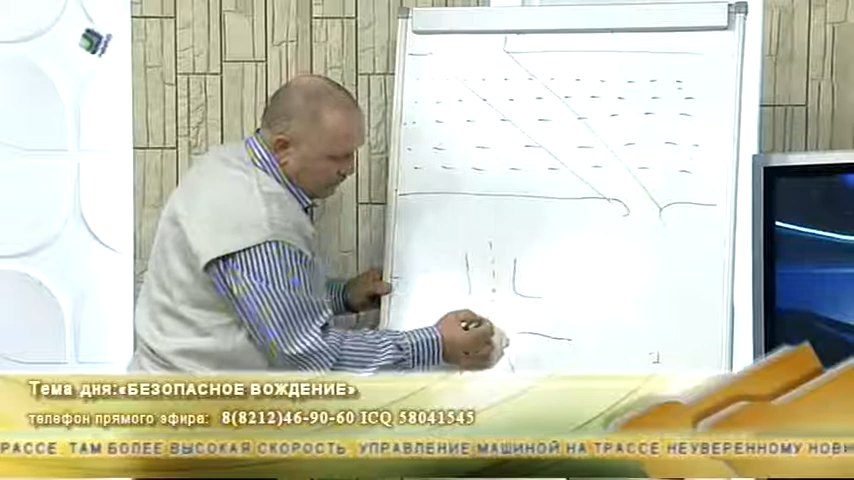 Тема дня:«БЕЗОПАСНОЕ ВОЖДЕНИЕ»
телефон прямого эфира: 8(8212)46-90-60 ICQ 58041545
РАССЕ. ТАМ БОЛЕЕ ВЫСОКАЯ СКОРОСТЬ, УПРАВЛЕНИЕ МАШИНОЙ НА ТРАССЕ НЕУВЕРЕННОМУ